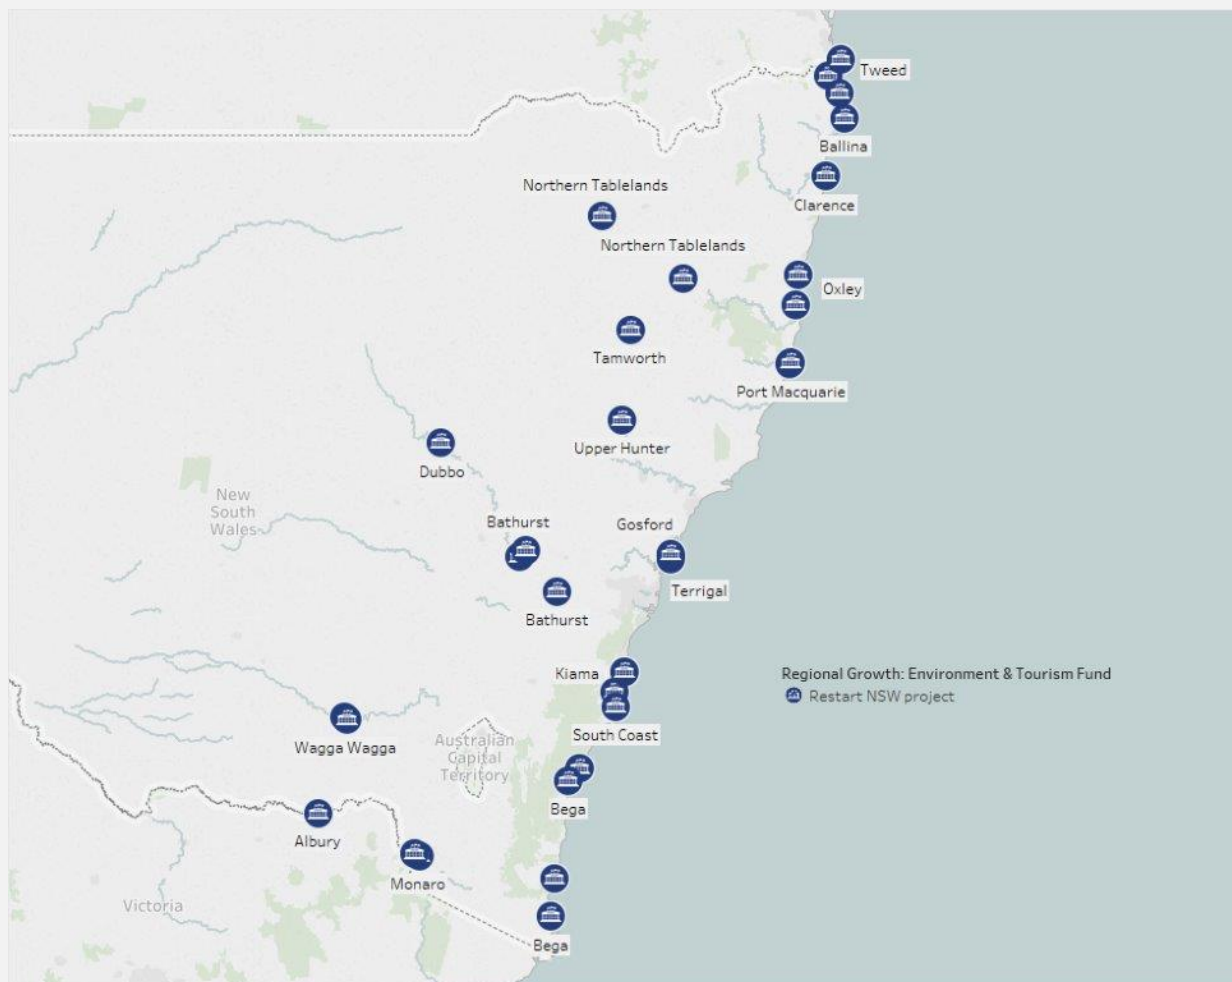 Tweed
Ballina
Clarence
Northern Tablelands
Northern Tablelands
Oxley
Tamworth
Port Macquarie
Upper Hunter
Dubbo
New
South
Wales
Bathurst
Gosford
Bathurst
Terrigal
Kiama
Regional Growth: Environment & Tourism Fund
Restart NSW project
South Coast
Wagga Wagga
Australian
Capital
Territory
Bega
Albury
Monaro
Victoria
Bega